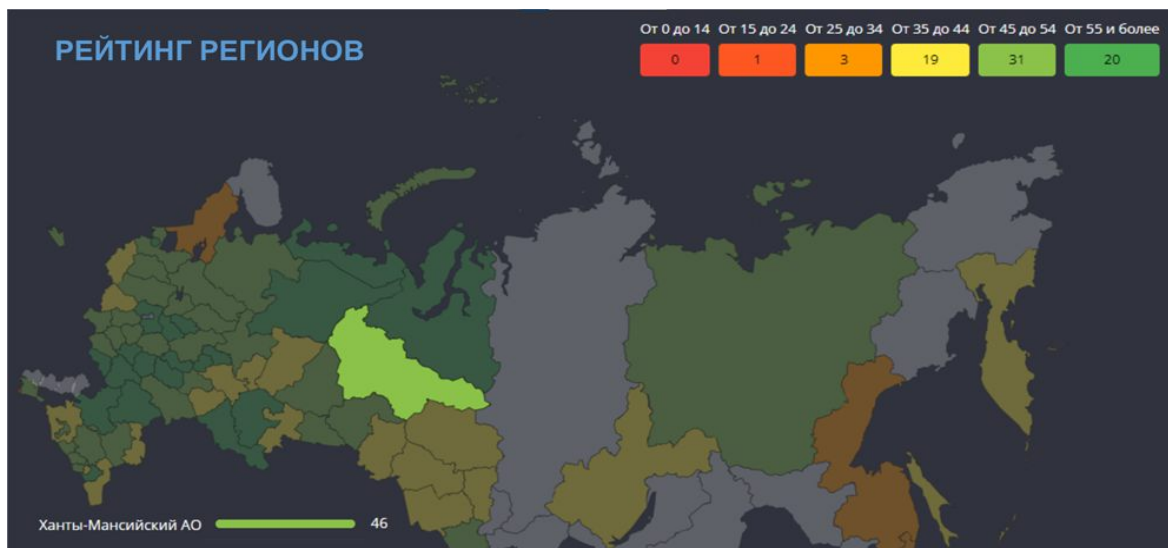 РЕЙТИНГ РЕГИОНОВ
От 0 до 14 От 15 до 24 От 25 до 34 От 35 до 44 От 45 до 54 От 55 и более
0 1 3 19 31 20
Ханты-Мансийский АО 46